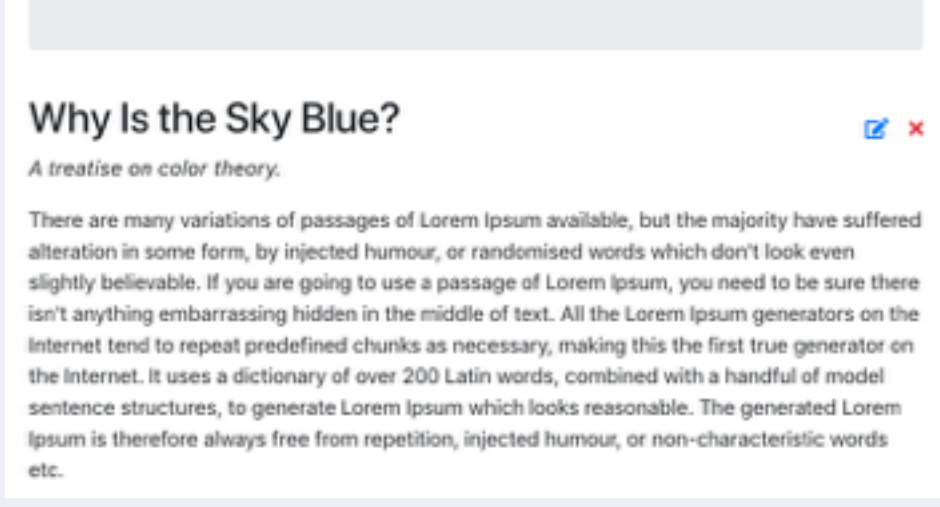 Why Is the Sky Blue?
A treatise on color theory.
There are many variations of passages of Lorem Ipsum available, but the majority have suffered
alteration in some form, by injected humour, or randomised words which don't look even
slightly believable. If you are going to use a passage of Lorem Ipsum, you need to be sure there
isn't anything embarrassing hidden in the middle of text. All the Lorem Ipsum generators on the
Internet tend to repeat predefined chunks as necessary, making this the first true generator on
the Internet. It uses a dictionary of over 200 Latin words, combined with a handful of model
sentence structures, to generate Lorem Ipsum which looks reasonable. The generated Lorem
Ipsum is therefore always free from repetition, injected humour, or non-characteristic words
etc.